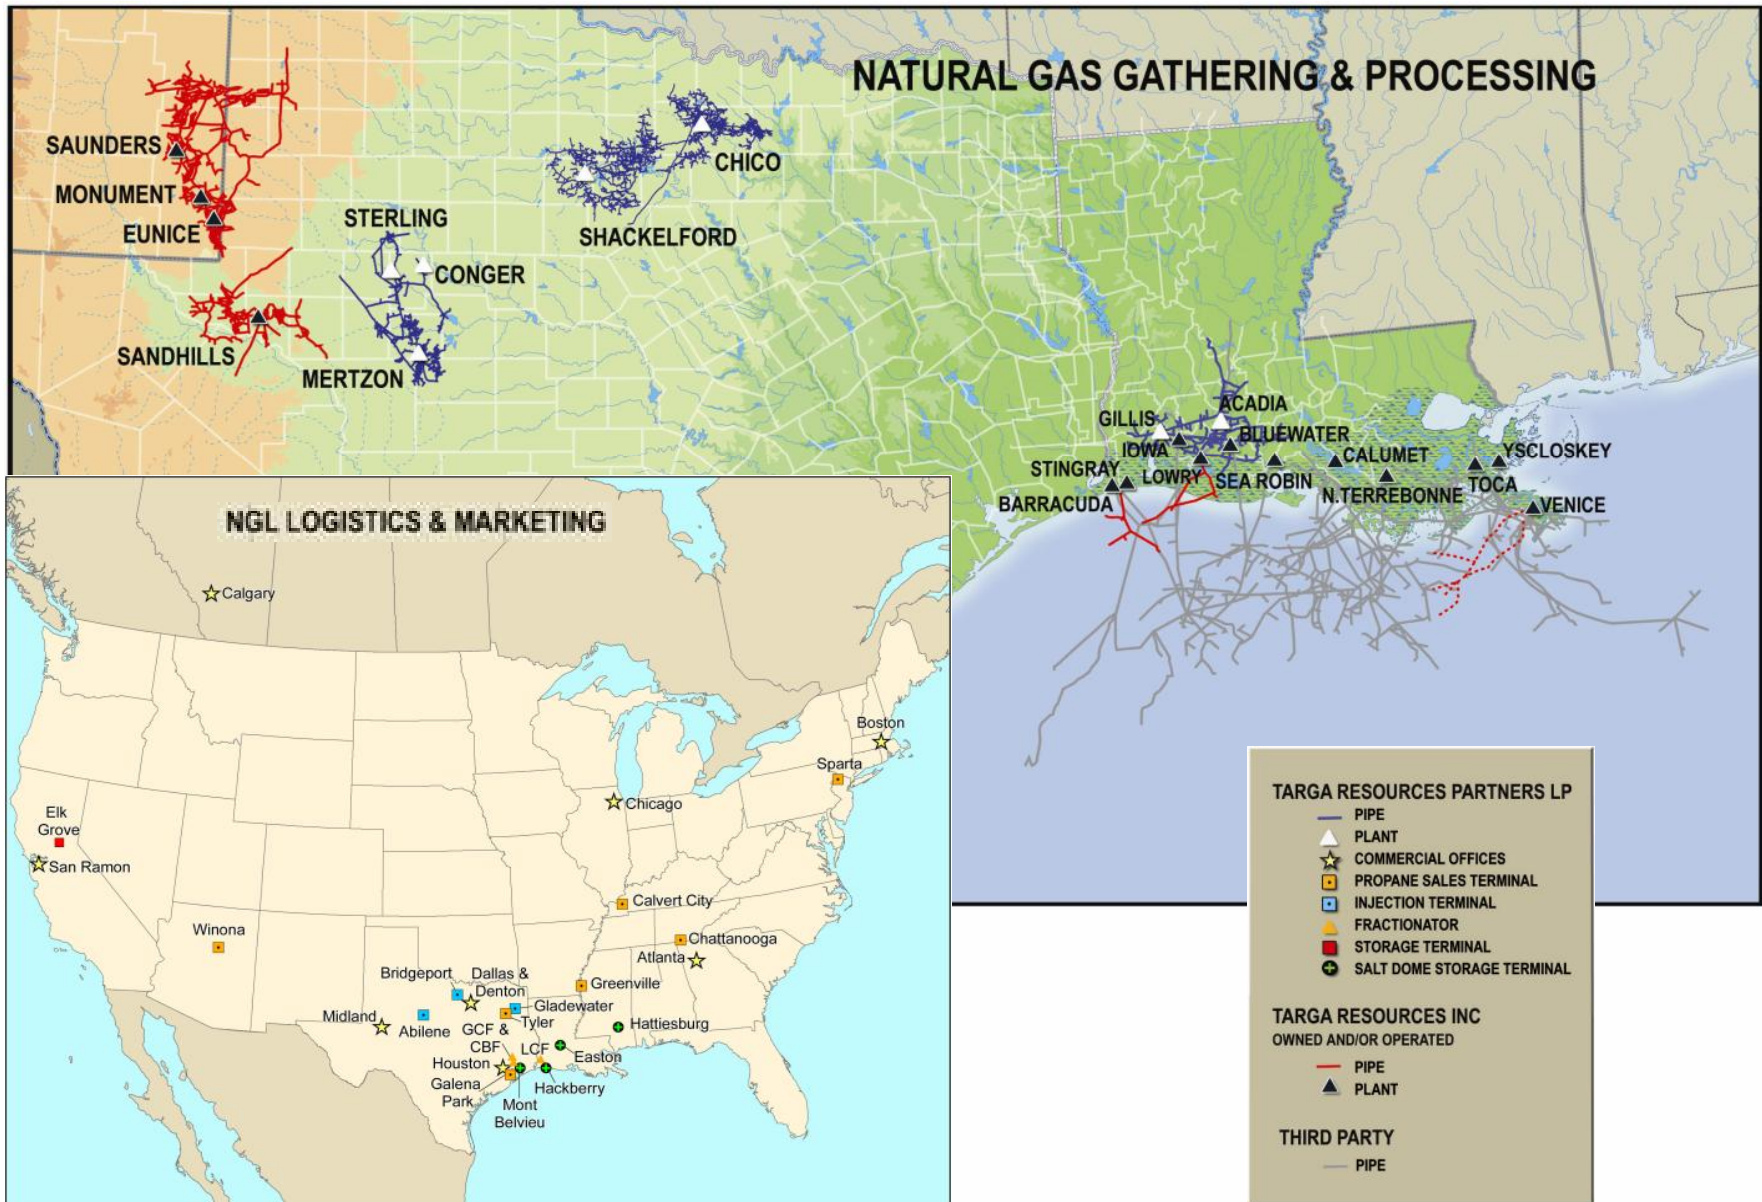 NATURAL GAS GATHERING & PROCESSING
SAUNDERS
MONUMENT
EUNICE
SANDHILLS
STERLING
CONGER
MERTZON
CHICO
SHACKELFORD
GILLIS
ACADIA
IOWA
BLUEWATER
STINGRAY
LOWRY
SEA ROBIN
BARRACUDA
CALUMET
N.TERREBONNE
YSCLOSKEY
TOCA
VENICE
NGL LOGISTICS & MARKETING
Calgary
Boston
Sparta
Chicago
Elk
Grove
San Ramon
Calvert City
Winona
Chattanooga
Atlanta
Greenville
Bridgeport
Dallas &
Denton
Gladewater
Tyler
Midland
Abilene
Hattiesburg
GCF &
CBF
LCF
Easton
Houston
Hackberry
Galena
Park
Mont
Belvieu
TARGA RESOURCES PARTNERS LP
PIPE
PLANT
COMMERCIAL OFFICES
PROPANE SALES TERMINAL
INJECTION TERMINAL
FRACTIONATOR
STORAGE TERMINAL
SALT DOME STORAGE TERMINAL
TARGA RESOURCES INC
OWNED AND/OR OPERATED
PIPE
PLANT
THIRD PARTY
PIPE